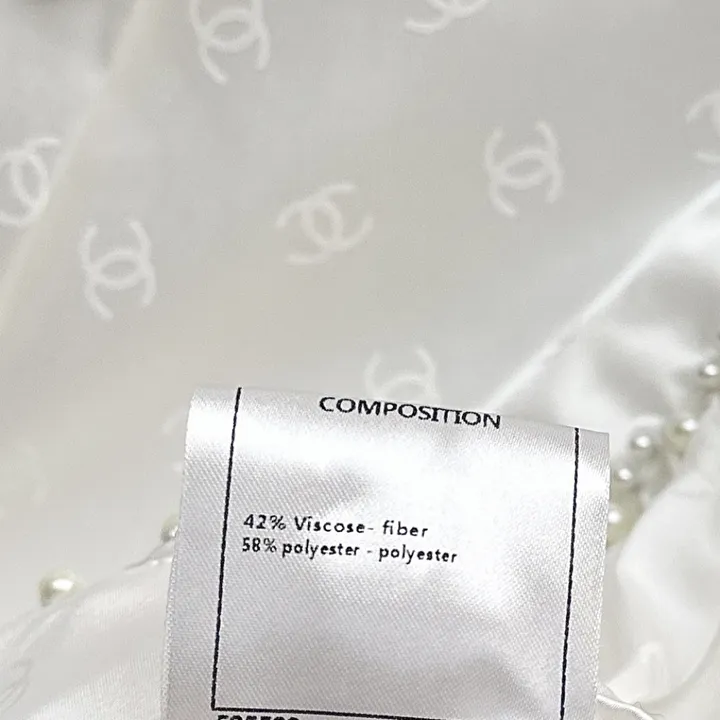 COMPOSITION
42% Viscose- fiber
58% polyester - polyester